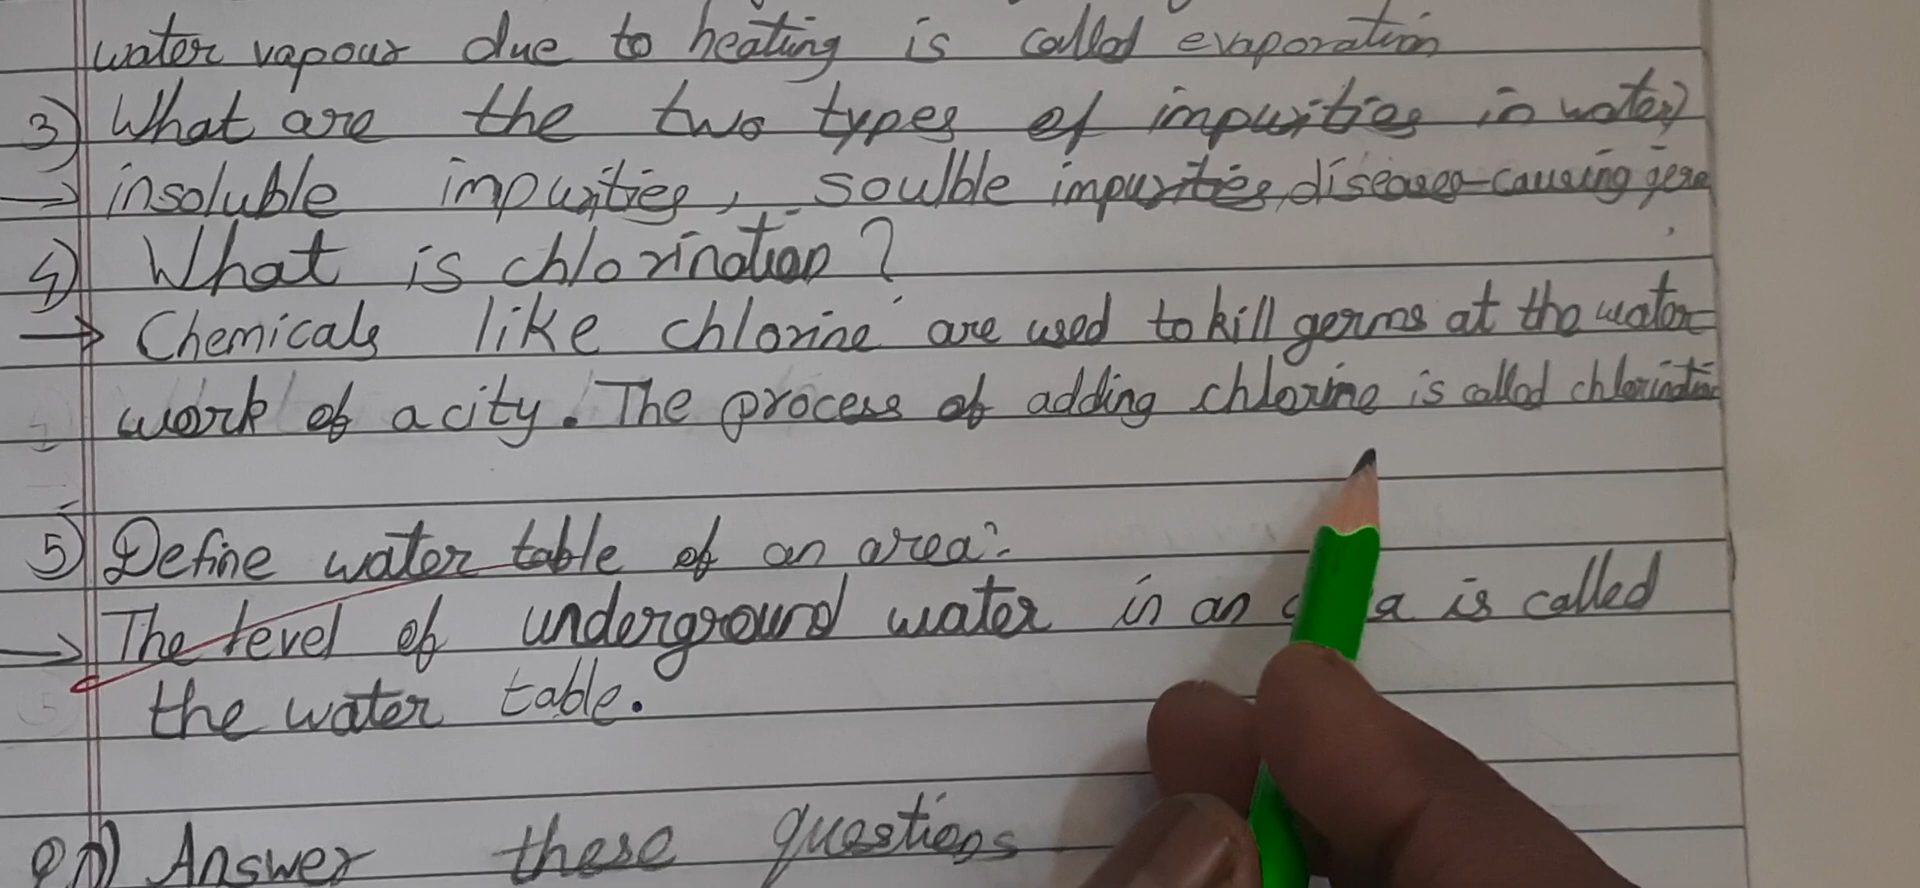 water vapour due to heating is called evaporation
3) What are the two types of impurities in water?
→ insoluble impurities, soulble impurities, diseases-causing
4) What is chlorination?
→ Chemicals like chlorine are used to kill germs at the water
work of a city. The process of adding chlorine is called chlorination
5) Define water table of an area.
→ The level of underground water in an a is called
the water table.
Answer these questions